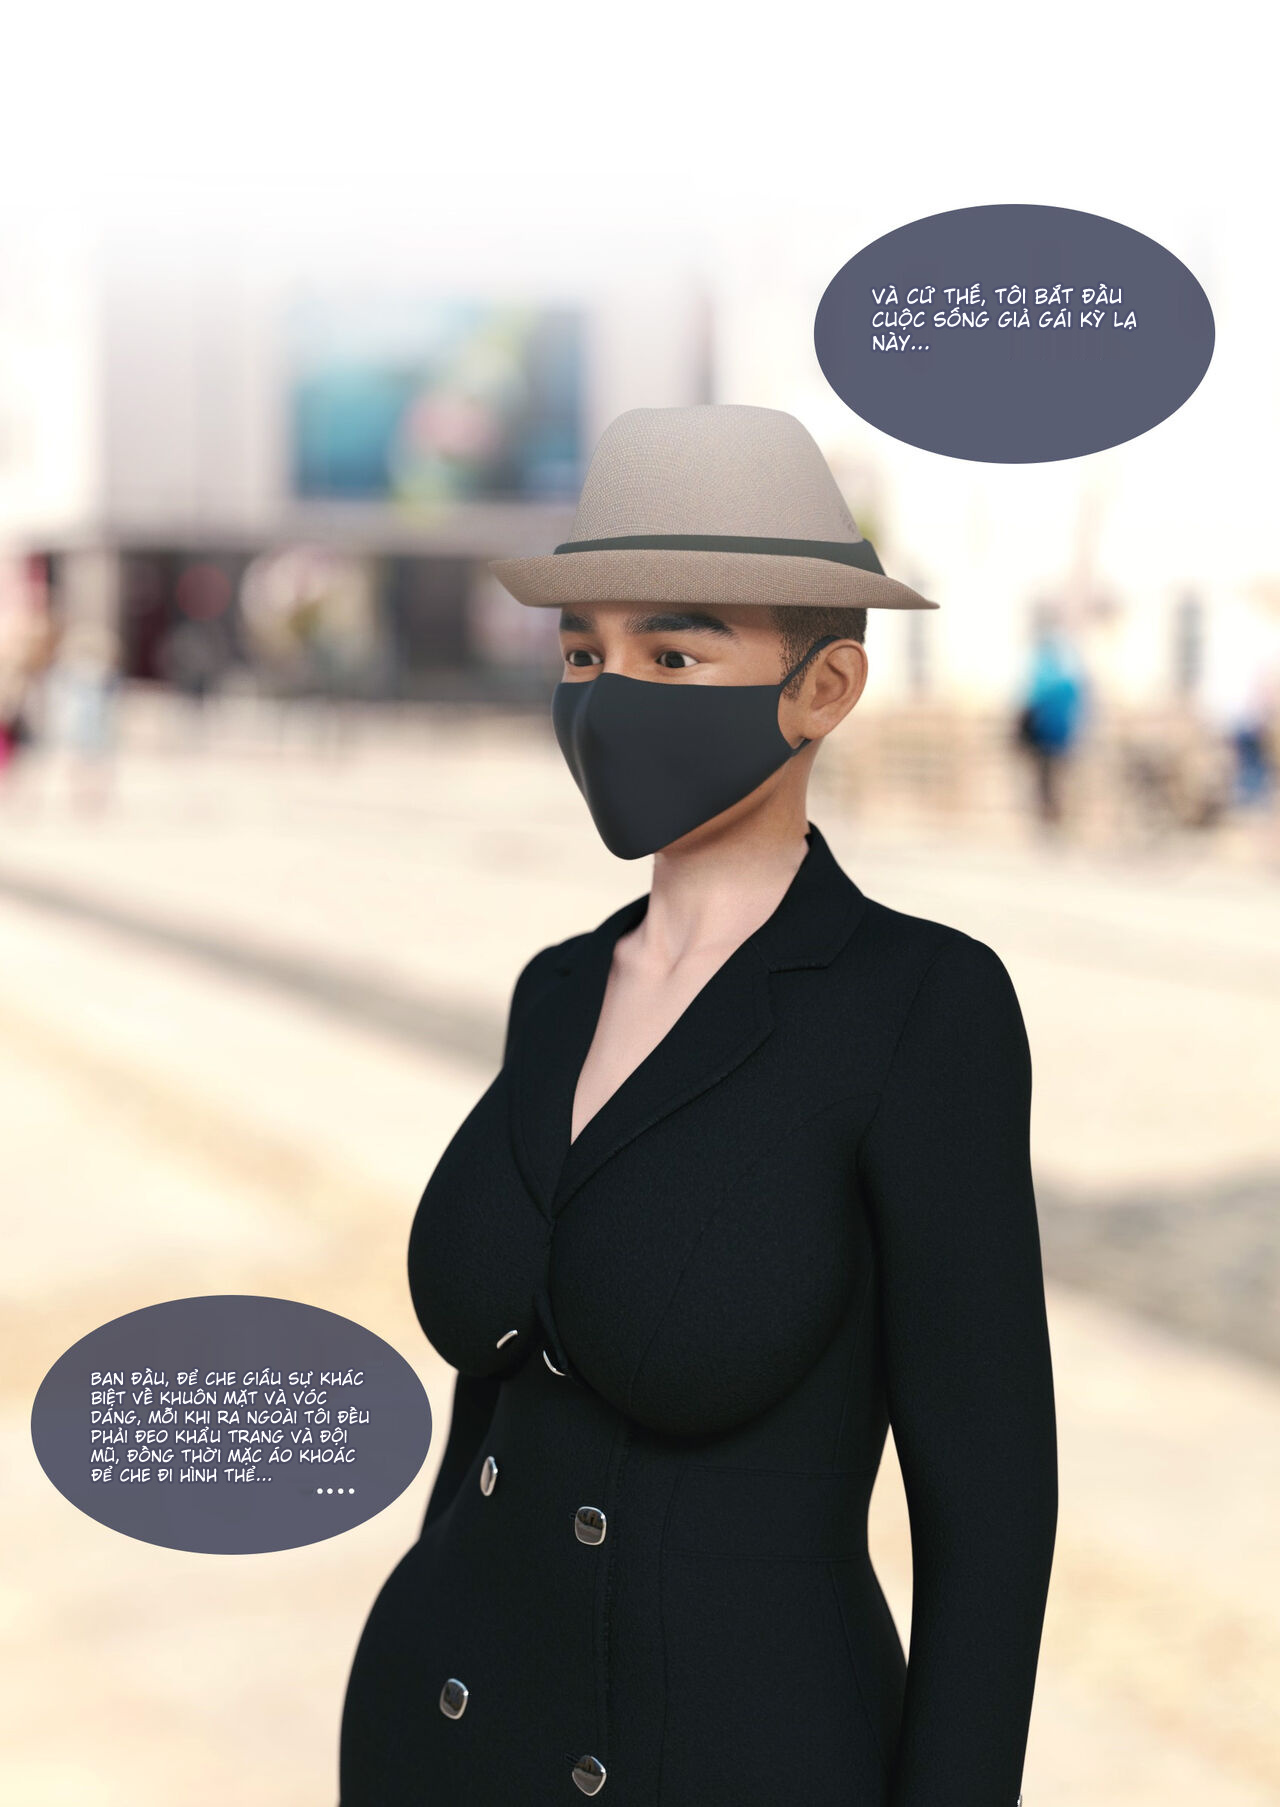 VÀ CỨ THẾ, TÔI BẮT ĐẦU
CUỘC SỐNG GIẢ GÁI KỲ LẠ
NÀY...
BAN ĐẦU, ĐỂ CHE GIẤU SỰ KHÁC
BIỆT VỀ KHUÔN MẶT VÀ VÓC
DÁNG, MỖI KHI RA NGOÀI TÔI ĐỀU
PHẢI ĐEO KHẨU TRANG VÀ ĐỘI
MŨ, ĐỒNG THỜI MẶC ÁO KHOÁC
ĐỂ CHE ĐI HÌNH THỂ...
....